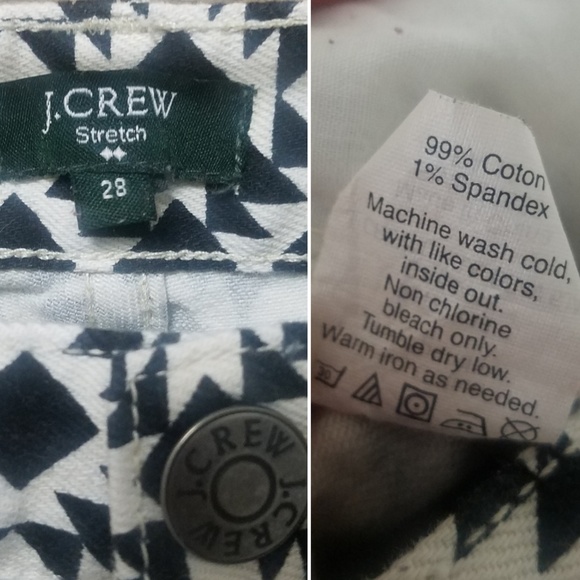 J.CREW
Stretch
28
J.CREW J.CREW
99% Coton
1% Spandex
Machine wash cold,
with like colors,
inside out.
Non chlorine
bleach only.
Tumble dry low.
Warm iron as needed.